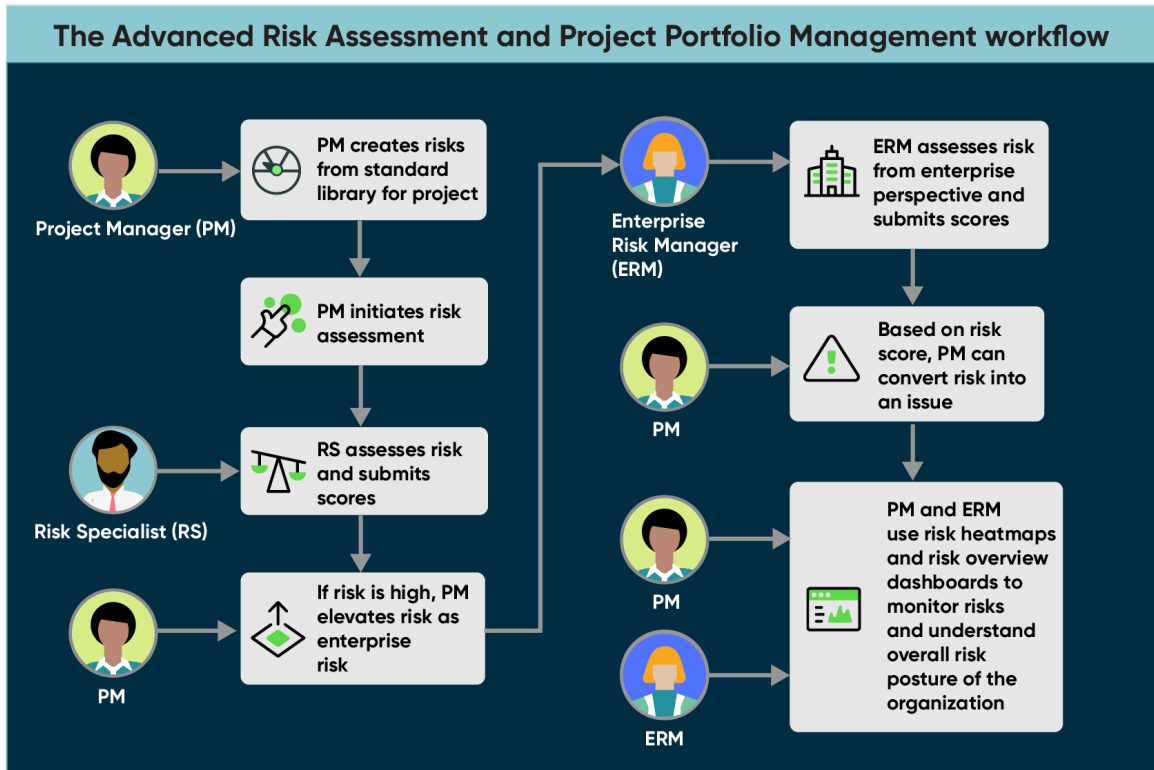 The Advanced Risk Assessment and Project Portfolio Management workflow
PM creates risks
from standard
library for project
Project Manager (PM)
PM initiates risk
assessment
RS assesses risk
and submits
scores
Risk Specialist (RS)
If risk is high, PM
elevates risk as
enterprise
risk
PM
Enterprise
Risk Manager
(ERM)
ERM assesses risk
from enterprise
perspective and
submits scores
Based on risk
score, PM can
convert risk into
an issue
PM
PM and ERM
use risk heatmaps
and risk overview
dashboards to
monitor risks
and understand
overall risk
posture of the
organization
PM
ERM